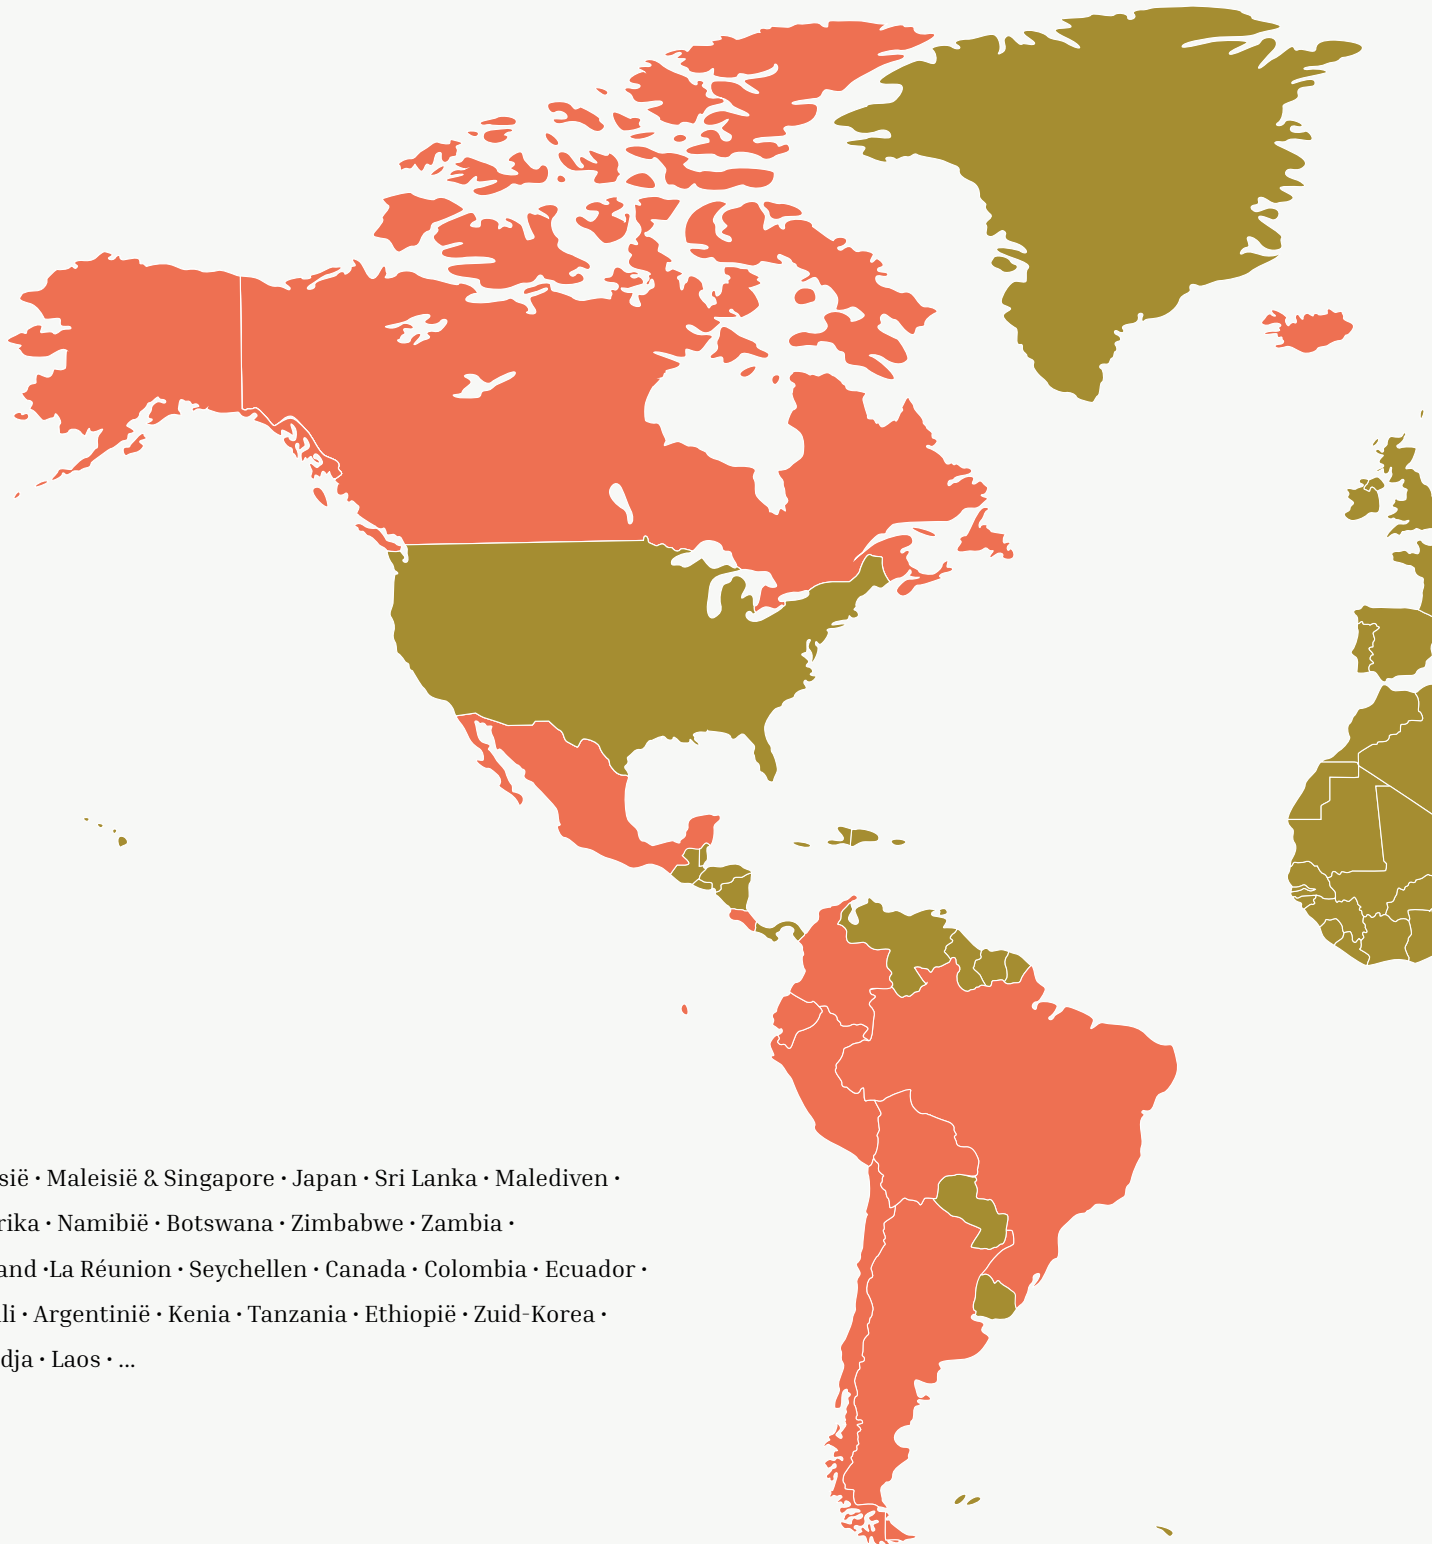 sië • Maleisië & Singapore • Japan • Sri Lanka • Malediven •
rika • Namibië • Botswana • Zimbabwe • Zambia •
and •La Réunion • Seychellen • Canada • Colombia • Ecuador •
li • Argentinië • Kenia • Tanzania • Ethiopië • Zuid-Korea •
dja • Laos • ...